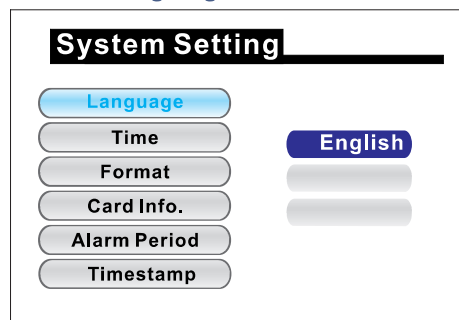 System Setting
Language
Time
English
Format
Card Info.
Alarm Period
Timestamp